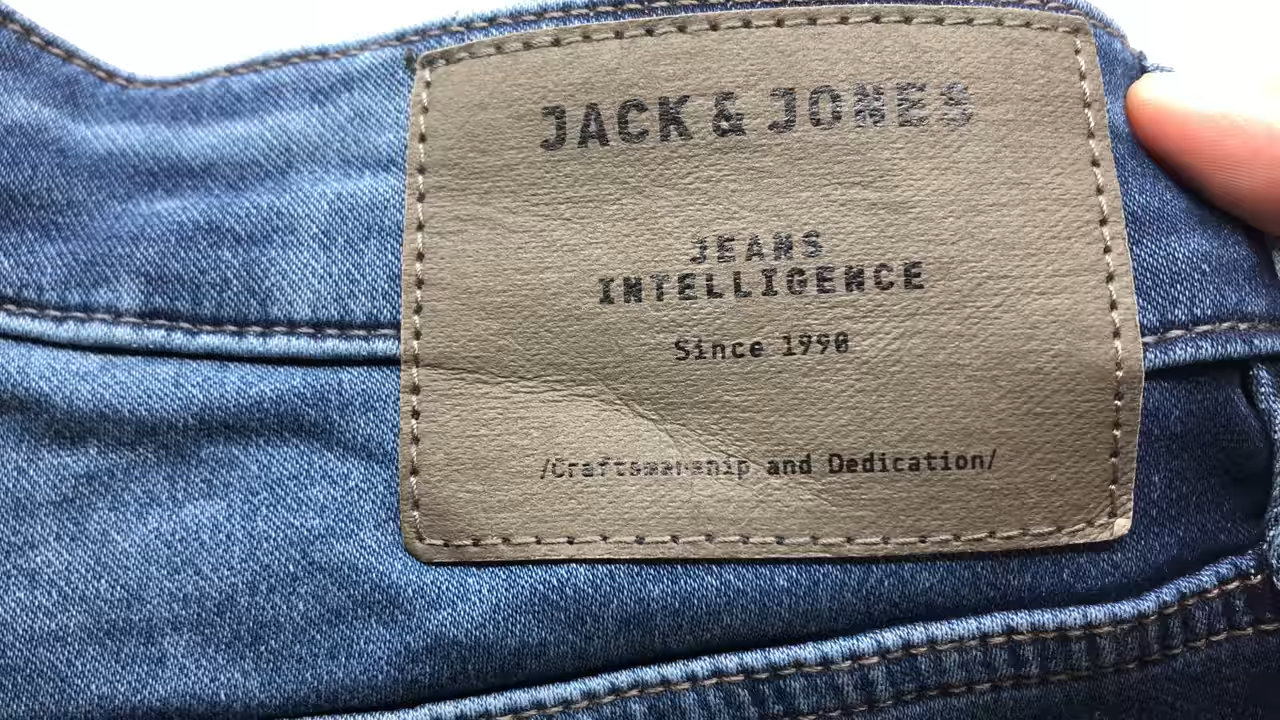 JACK & JONES
JEANS
INTELLIGENCE
Since 1990
/Craftsmanship and Dedication/